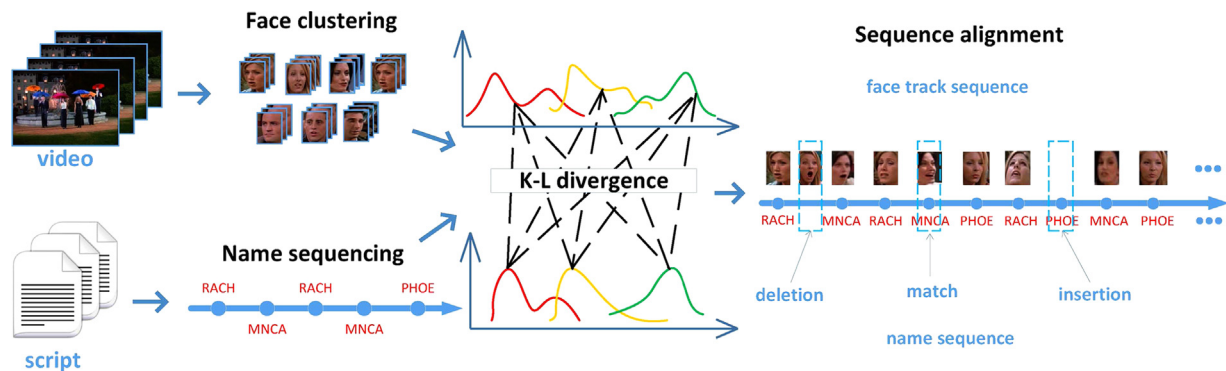 Face clustering
video
script
Name sequencing
RACH
RACH
PHOE
MNCA
MNCA
K-L divergence
Sequence alignment
face track sequence
RACH
MNCA
RACH
MNCA
PHOE
RACH
PHOE
MNCA
PHOE
deletion
match
insertion
name sequence